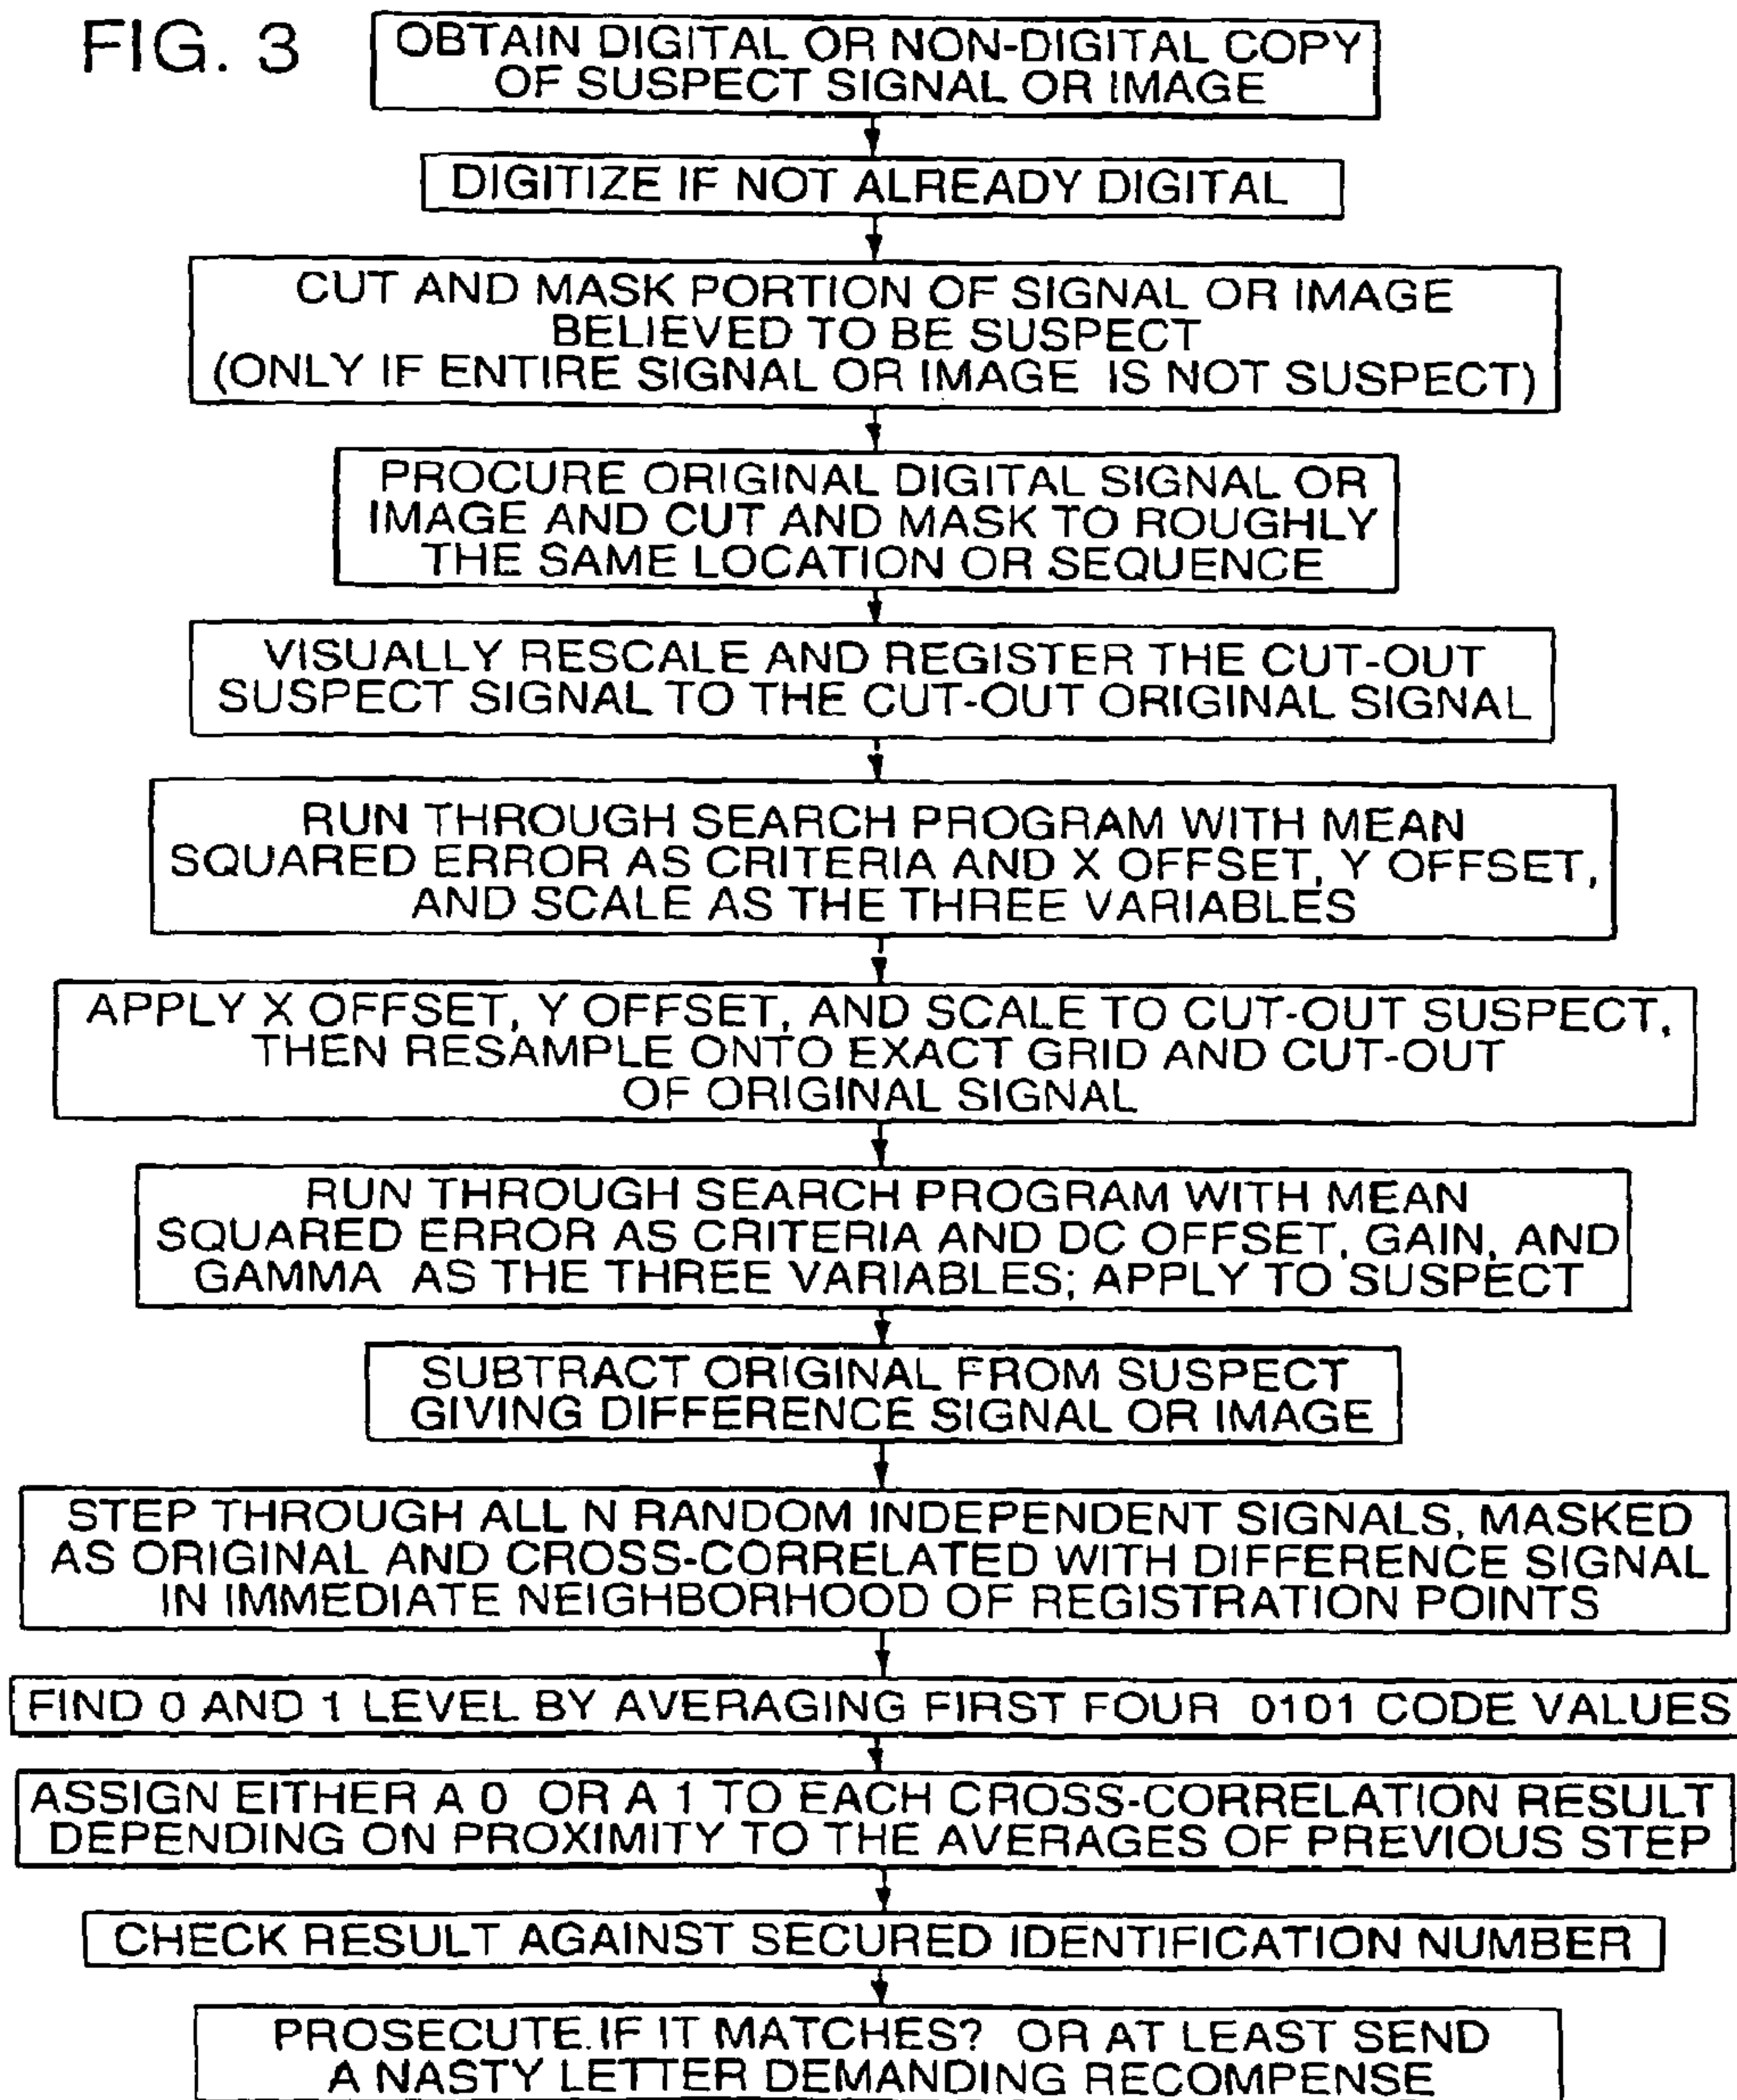 FIG. 3
OBTAIN DIGITAL OR NON-DIGITAL COPY
OF SUSPECT SIGNAL OR IMAGE
DIGITIZE IF NOT ALREADY DIGITAL
CUT AND MASK PORTION OF SIGNAL OR IMAGE
BELIEVED TO BE SUSPECT
(ONLY IF ENTIRE SIGNAL OR IMAGE IS NOT SUSPECT)
PROCURE ORIGINAL DIGITAL SIGNAL OR
IMAGE AND CUT AND MASK TO ROUGHLY
THE SAME LOCATION OR SEQUENCE
VISUALLY RESCALE AND REGISTER THE CUT-OUT
SUSPECT SIGNAL TO THE CUT-OUT ORIGINAL SIGNAL
RUN THROUGH SEARCH PROGRAM WITH MEAN
SQUARED ERROR AS CRITERIA AND X OFFSET, Y OFFSET,
AND SCALE AS THE THREE VARIABLES
APPLY X OFFSET, Y OFFSET, AND SCALE TO CUT-OUT SUSPECT,
THEN RESAMPLE ONTO EXACT GRID AND CUT-OUT
OF ORIGINAL SIGNAL
RUN THROUGH SEARCH PROGRAM WITH MEAN
SQUARED ERROR AS CRITERIA AND DC OFFSET, GAIN, AND
GAMMA AS THE THREE VARIABLES; APPLY TO SUSPECT
SUBTRACT ORIGINAL FROM SUSPECT
GIVING DIFFERENCE SIGNAL OR IMAGE
STEP THROUGH ALL N RANDOM INDEPENDENT SIGNALS, MASKED
AS ORIGINAL AND CROSS-CORRELATED WITH DIFFERENCE SIGNAL
IN IMMEDIATE NEIGHBORHOOD OF REGISTRATION POINTS
FIND 0 AND 1 LEVEL BY AVERAGING FIRST FOUR 0101 CODE VALUES
ASSIGN EITHER A 0 OR A 1 TO EACH CROSS-CORRELATION RESULT
DEPENDING ON PROXIMITY TO THE AVERAGES OF PREVIOUS STEP
CHECK RESULT AGAINST SECURED IDENTIFICATION NUMBER
PROSECUTE.IF IT MATCHES? OR AT LEAST SEND
A NASTY LETTER DEMANDING RECOMPENSE